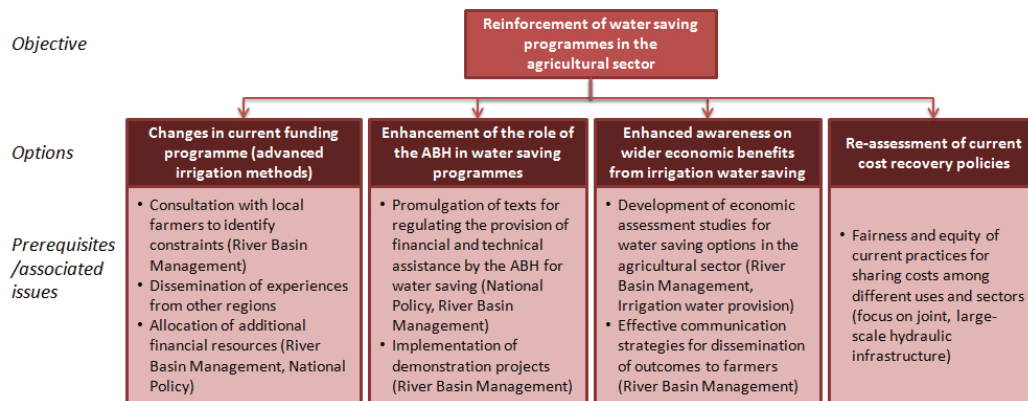 Objective
Reinforcement of water saving
programmes in the
agricultural sector
Options
Changes in current funding
programme (advanced
irrigation methods)
Enhancement of the role of
the ABH in water saving
programmes
Enhanced awareness on
wider economic benefits
from irrigation water saving
Re-assessment of current
cost recovery policies
Prerequisites
/associated
issues
• Consultation with local
farmers to identify
constraints (River Basin
Management)
• Dissemination of experiences
from other regions
• Allocation of additional
financial resources (River
Basin Management, National
Policy)
• Promulgation of texts for
regulating the provision of
financial and technical
assistance by the ABH for
water saving (National
Policy, River Basin
Management)
• Implementation of
demonstration projects
(River Basin Management)
• Development of economic
assessment studies for
water saving options in the
agricultural sector (River
Basin Management,
Irrigation water provision)
• Effective communication
strategies for dissemination
of outcomes to farmers
(River Basin Management)
• Fairness and equity of
current practices for
sharing costs among
different uses and sectors
(focus on joint, large-
scale hydraulic
infrastructure)